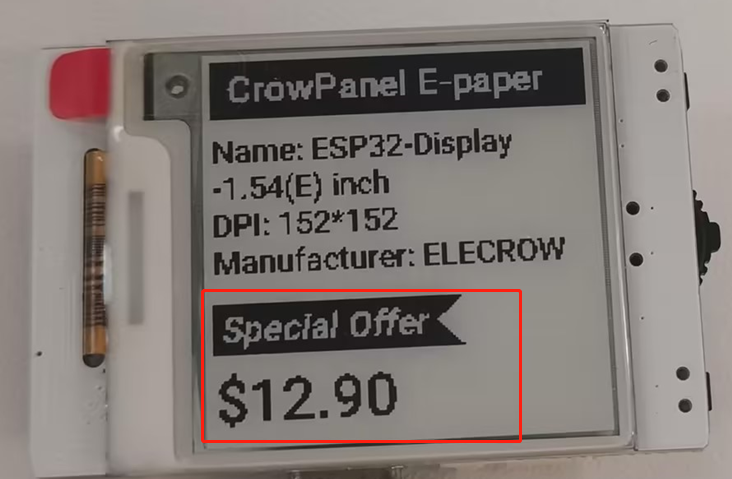 CrowPanel E-paper
Name: ESP32-Display
-1.54(E) inch
DPI: 152*152
Manufacturer: ELECROW
Special Offer
$12.90